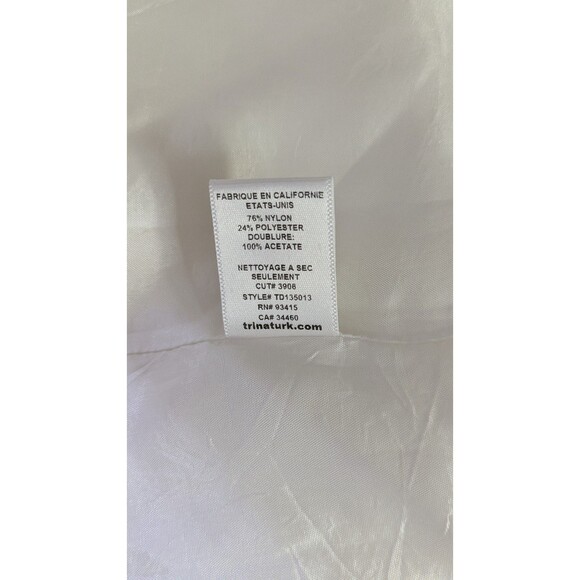 FABRIQUE EN CALIFORNIE
ETATS-UNIS
76% NYLON
24% POLYESTER
DOUBLURE:
100% ACETATE
NETTOYAGE A SEC
SEULEMENT
CUT# 3908
STYLE# TD135013
RN# 93415
CA# 34460
trinaturk.com